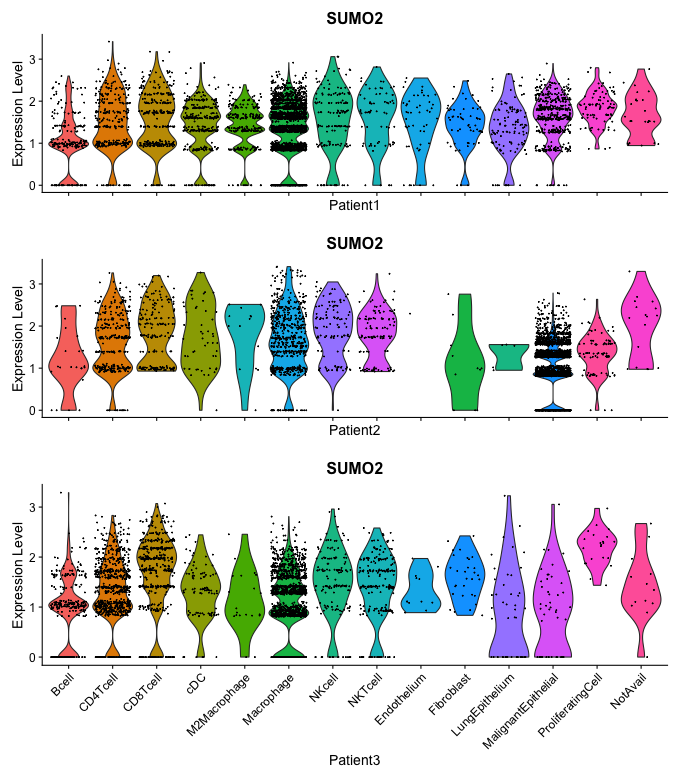 SUMO2
Expression Level
3
2
1
0
Patient1
SUMO2
Expression Level
3
2
1
0
Patient2
SUMO2
Expression Level
3
2
1
0
Bcell
CD4Tcell
CD8Tcell
cDC
M2Macrophage
Macrophage
NKcell
NKTcell
Endothelium
Fibroblast
LungEpithelium
MalignantEpithelial
ProliferatingCell
NotAvail
Patient3